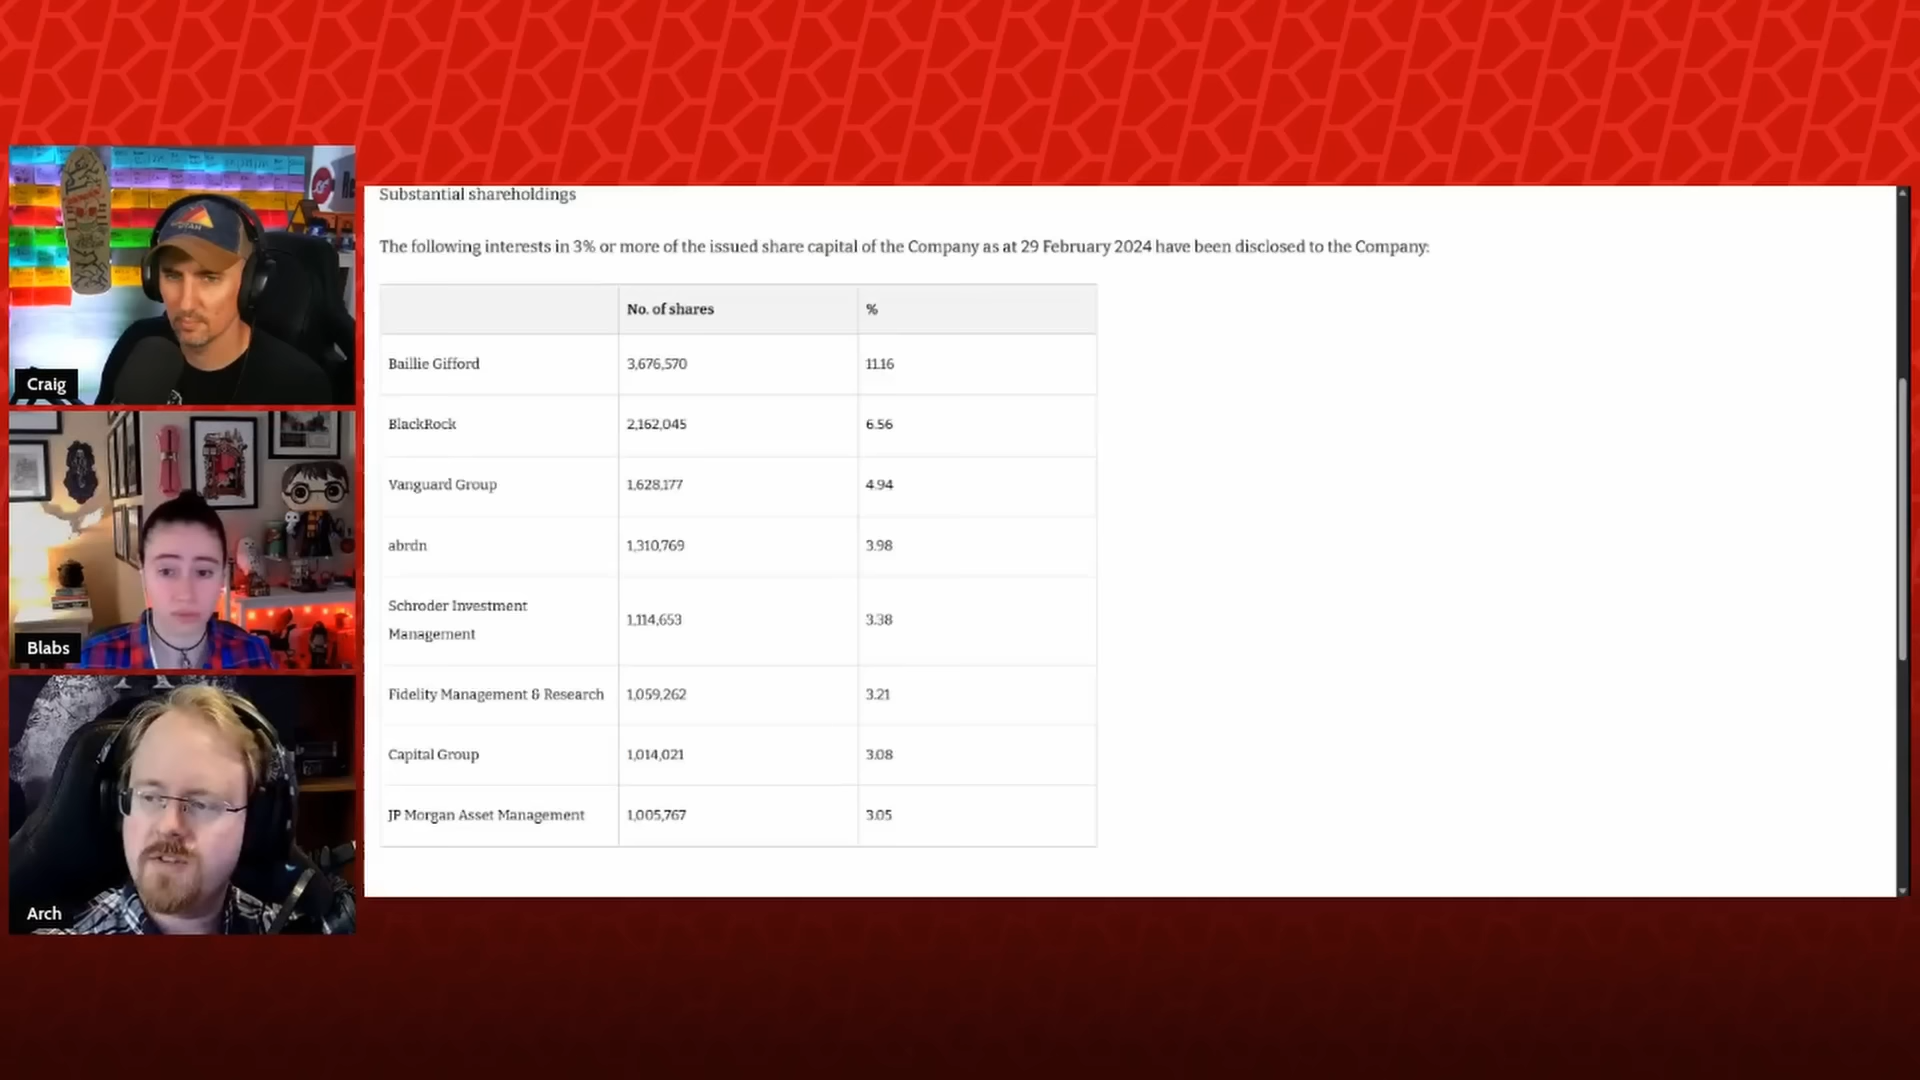 Substantial shareholdings
The following interests in 3% or more of the issued share capital of the Company as at 29 February 2024 have been disclosed to the Company:
No. of shares %
Baillie Gifford 3,676,570 11.16
BlackRock 2,162,045 6.56
Vanguard Group 1,628,177 4.94
abrdn 1,310,769 3.98
Schroder Investment
Management 1,114,653 3.38
Fidelity Management & Research 1,059,262 3.21
Capital Group 1,014,021 3.08
JP Morgan Asset Management 1,005,767 3.05
Craig
Blabs
Arch